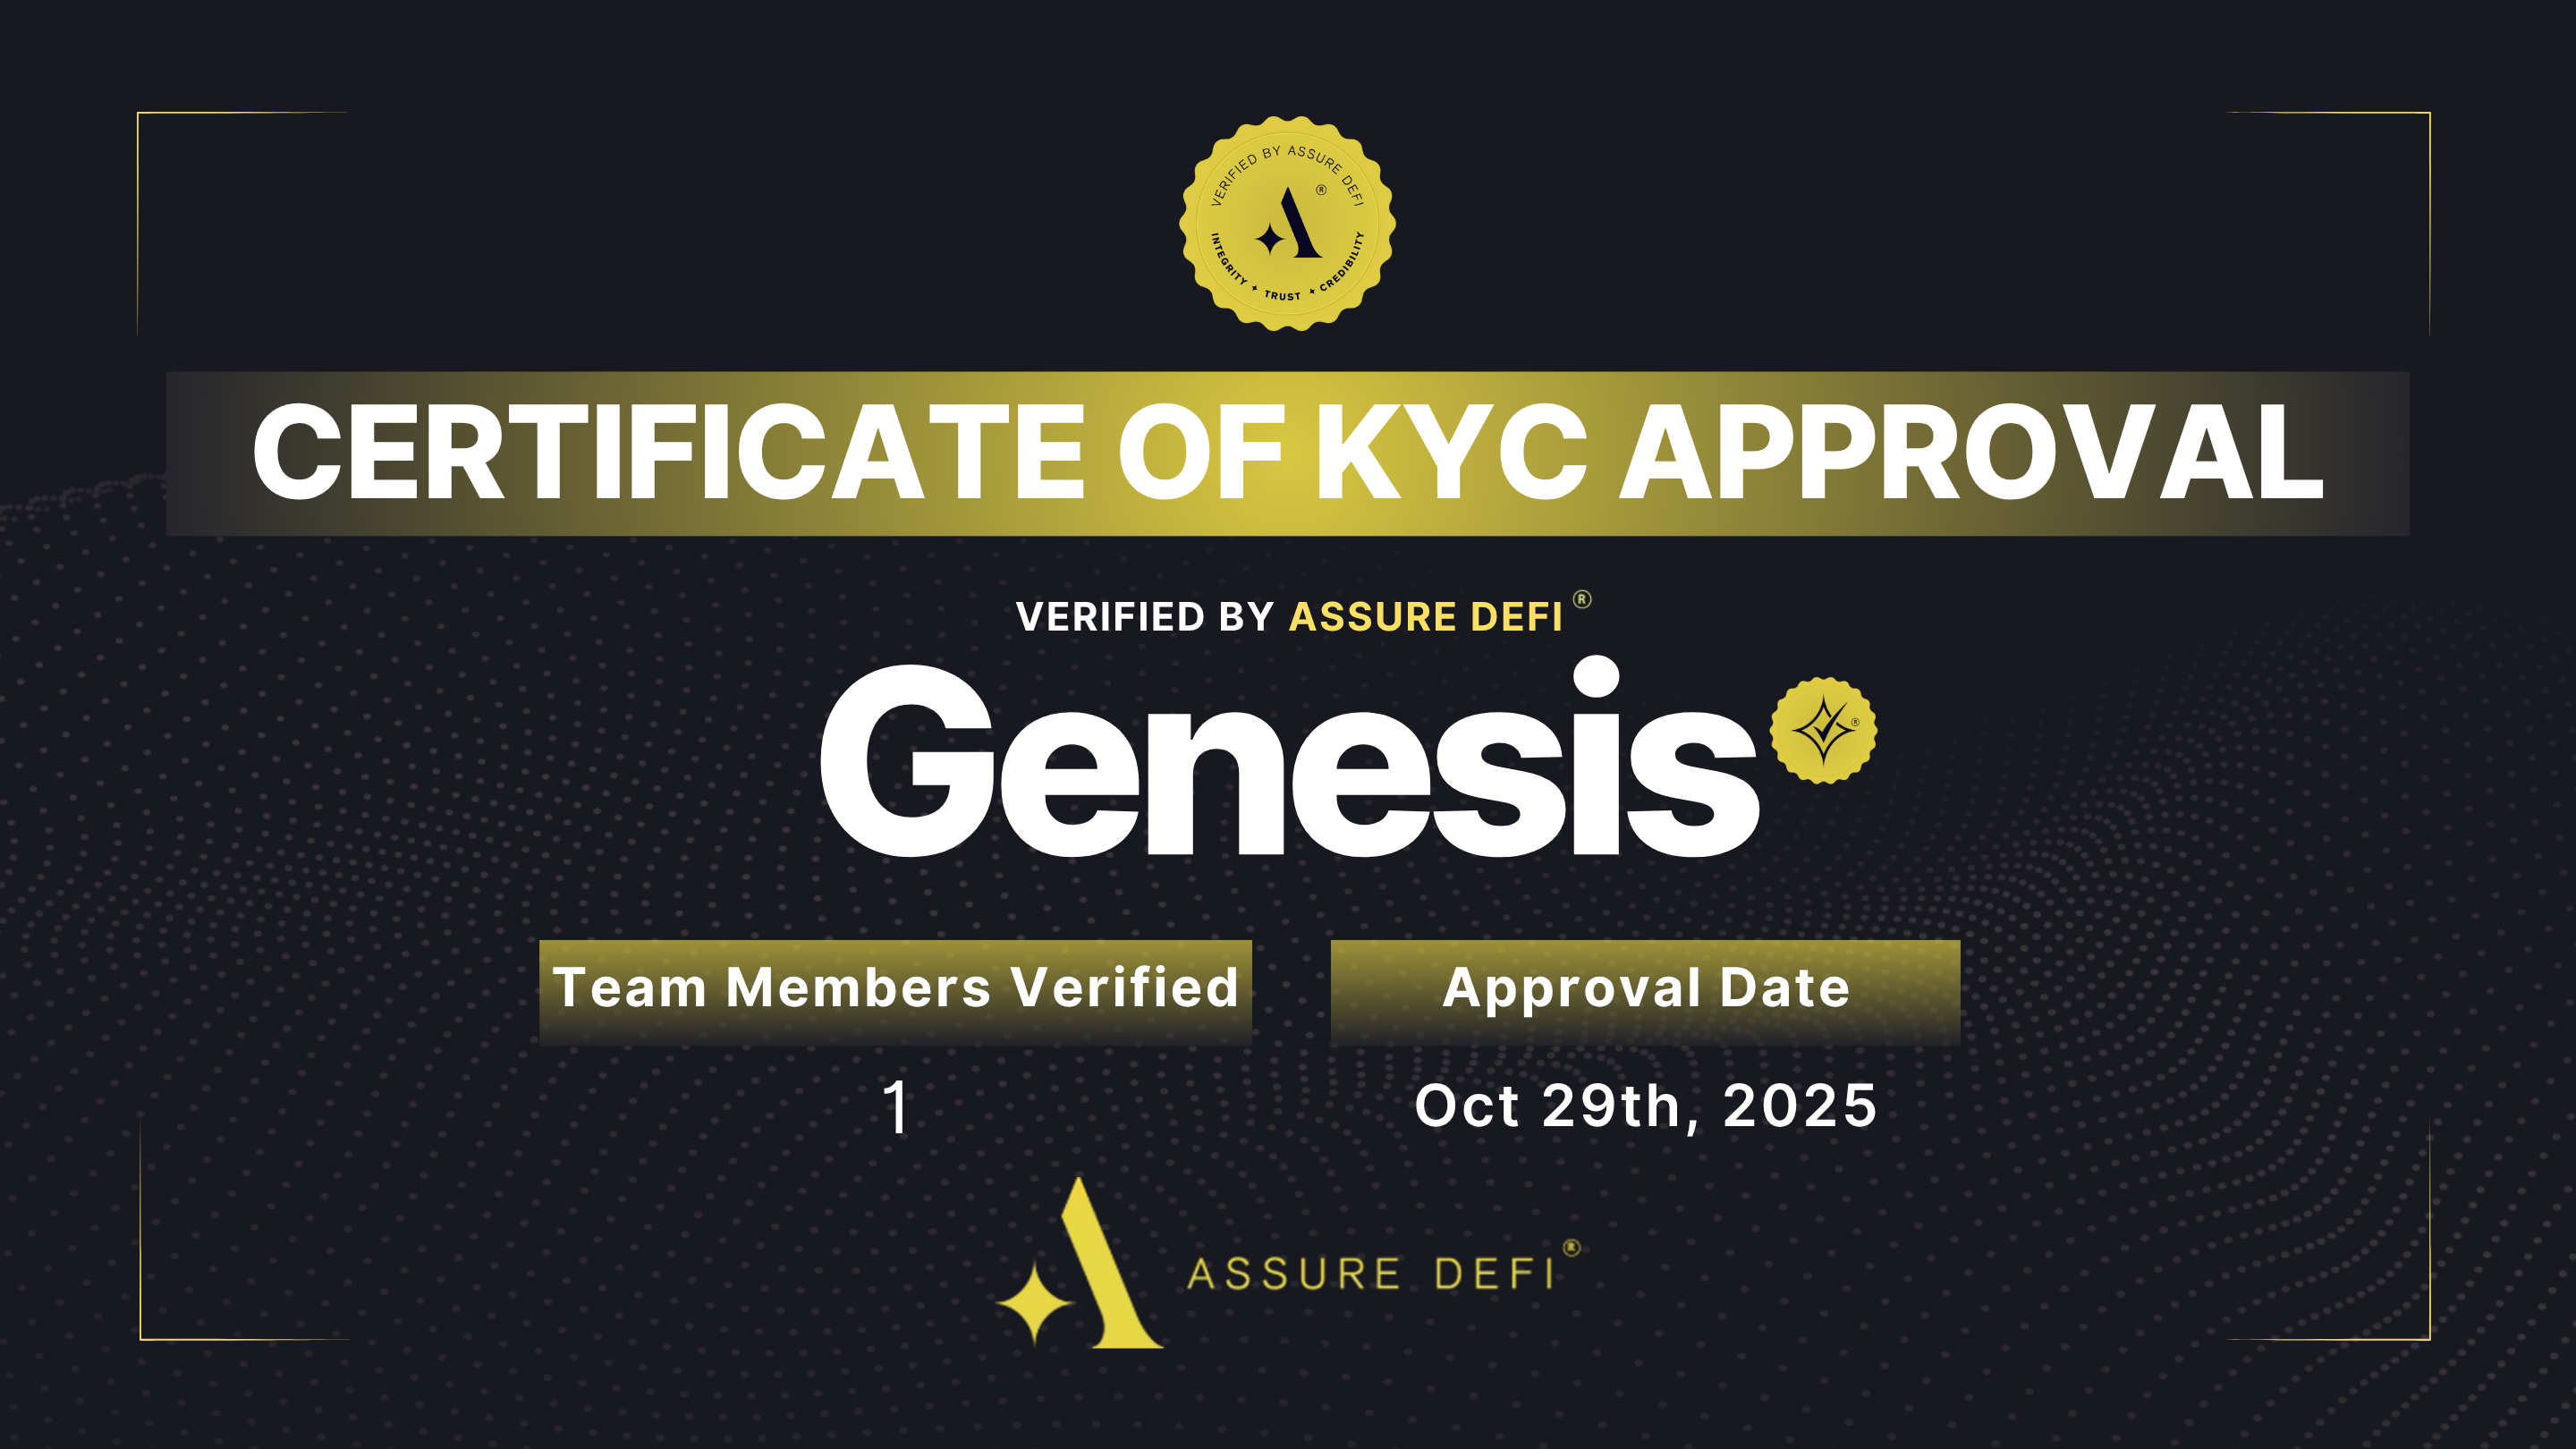 VERIFIED BY ASSURE DEFI
®
INTEGRITY ✦ TRUST ✦ CREDIBILITY
CERTIFICATE OF KYC APPROVAL
VERIFIED BY ASSURE DEFI®
Genesis
®
Team Members Verified
1
Approval Date
Oct 29th, 2025
ASSURE DEFI®